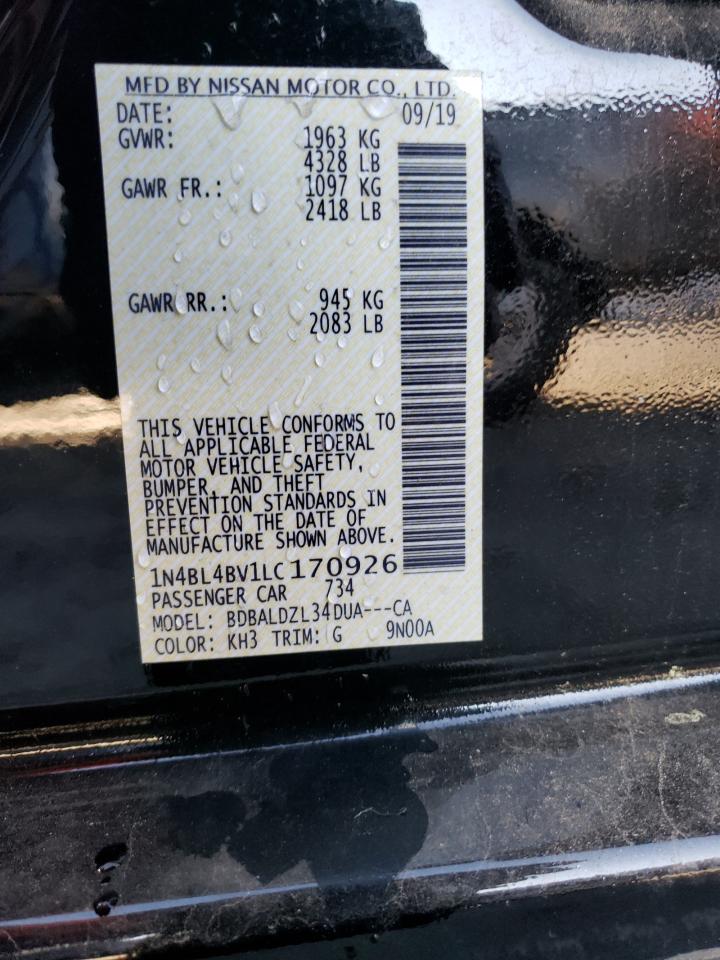 MFD BY NISSAN MOTOR CO., LTD.
DATE: 09/19
GVWR: 1963 KG
4328 LB
GAWR FR.: 1097 KG
2418 LB
GAWR RR.: 945 KG
2083 LB
THIS VEHICLE CONFORMS TO
ALL APPLICABLE FEDERAL
MOTOR VEHICLE SAFETY,
BUMPER, AND THEFT
PREVENTION STANDARDS IN
EFFECT ON THE DATE OF
MANUFACTURE SHOWN ABOVE.
1N4BL4BV1LC170926
PASSENGER CAR 734
MODEL: BDBALDZL34DUA---CA
COLOR: KH3 TRIM: G 9N00A